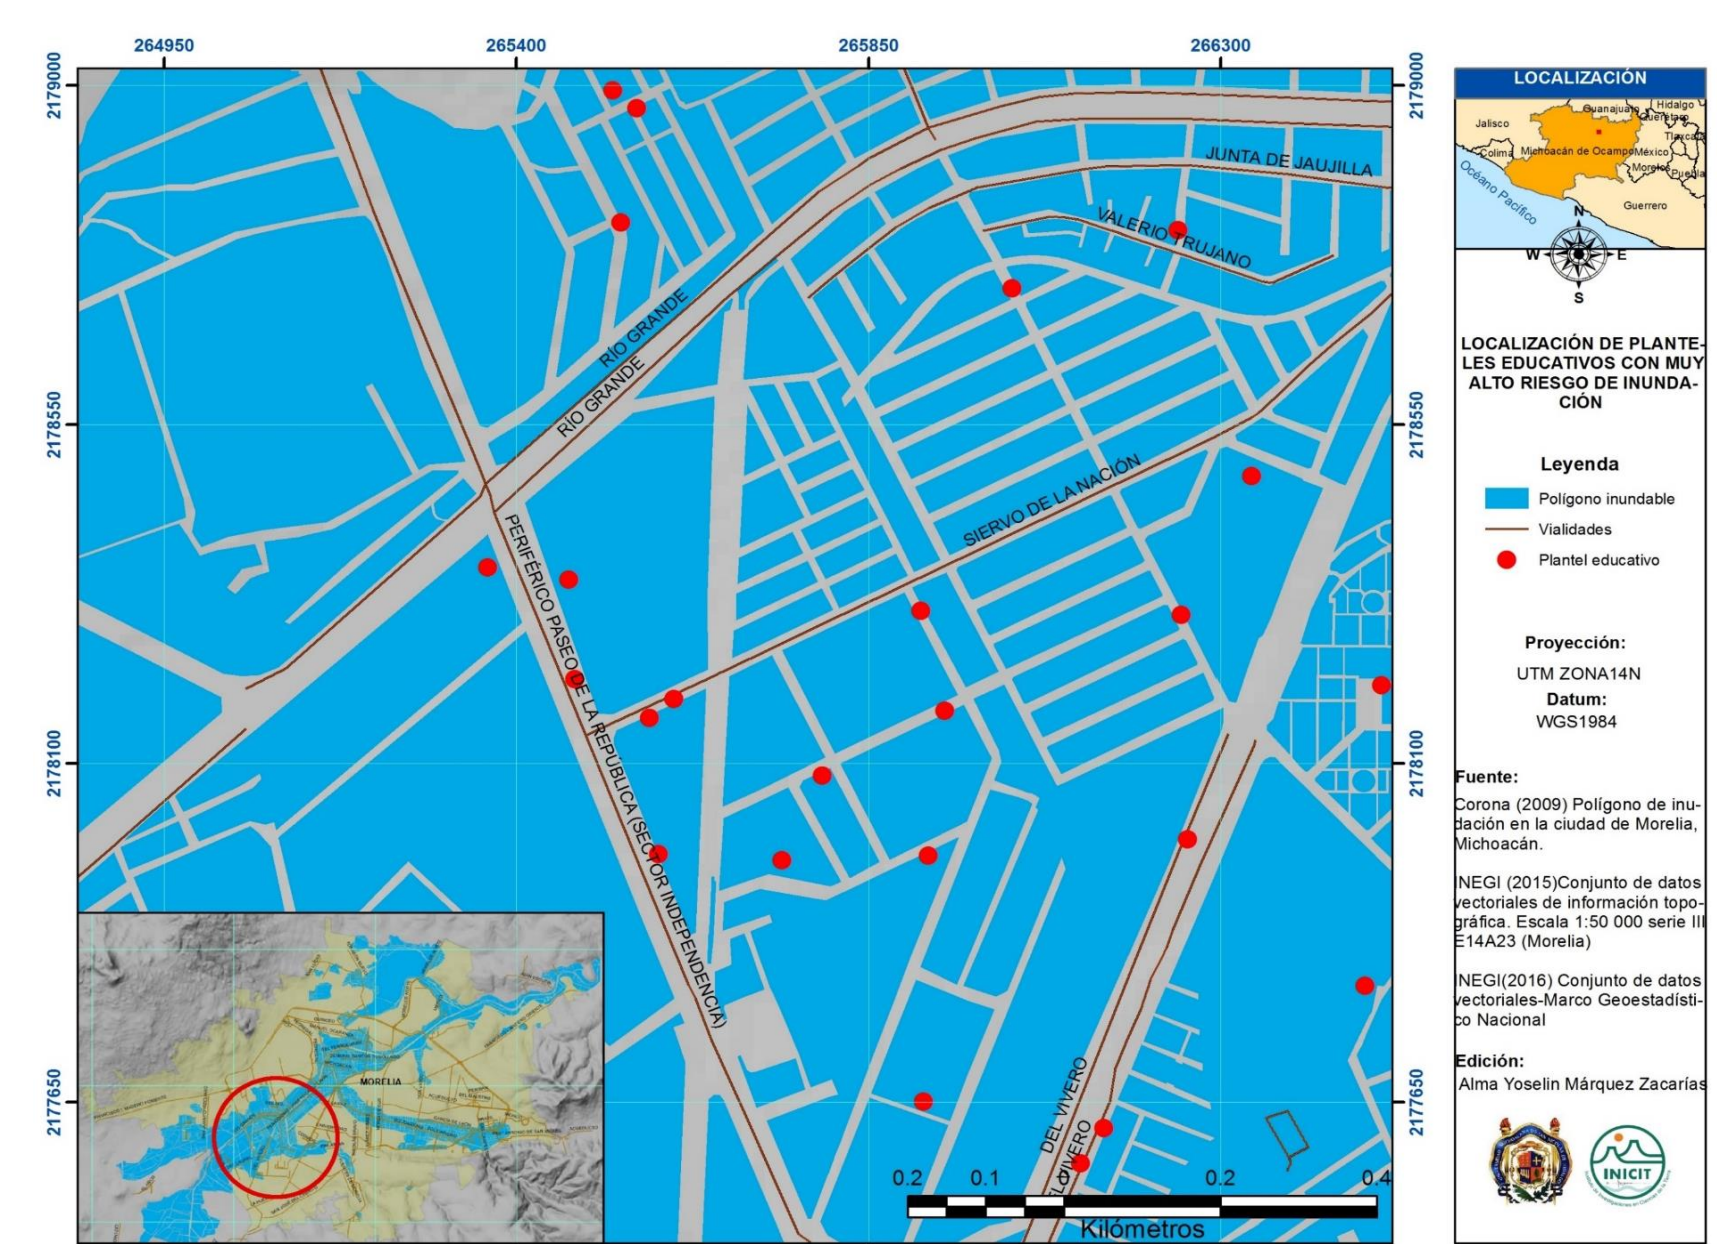 264950
265400
265850
266300
2179000
2179000
2178550
2178550
2178100
2178100
2177650
2177650
JUNTA DE JAUJILLA
VALERIO TRUJANO
RÍO GRANDE
RÍO GRANDE
SIERVO DE LA NACIÓN
PERIFÉRICO PASEO DE LA REPÚBLICA (SECTOR INDEPENDENCIA)
DEL VIVERO
VIVERO
MORELIA
0.2 0.1 0 0.2 0.4
Kilómetros
LOCALIZACIÓN
Guanajuato
Hidalgo
Querétaro
Jalisco
Colima
Michoacán de Ocampo
México
Morelos
Puebla
Guerrero
Océano Pacífico
N
W E
S
LOCALIZACIÓN DE PLANTE-
LES EDUCATIVOS CON MUY
ALTO RIESGO DE INUNDA-
CIÓN
Leyenda
Polígono inundable
Vialidades
Plantel educativo
Proyección:
UTM ZONA14N
Datum:
WGS1984
Fuente:
Corona (2009) Polígono de inu-
dación en la ciudad de Morelia,
Michoacán.
INEGI (2015)Conjunto de datos
vectoriales de información topo-
gráfica. Escala 1:50 000 serie III
E14A23 (Morelia)
INEGI(2016) Conjunto de datos
vectoriales-Marco Geoestadísti-
co Nacional
Edición:
Alma Yoselin Márquez Zacarías
INICIT